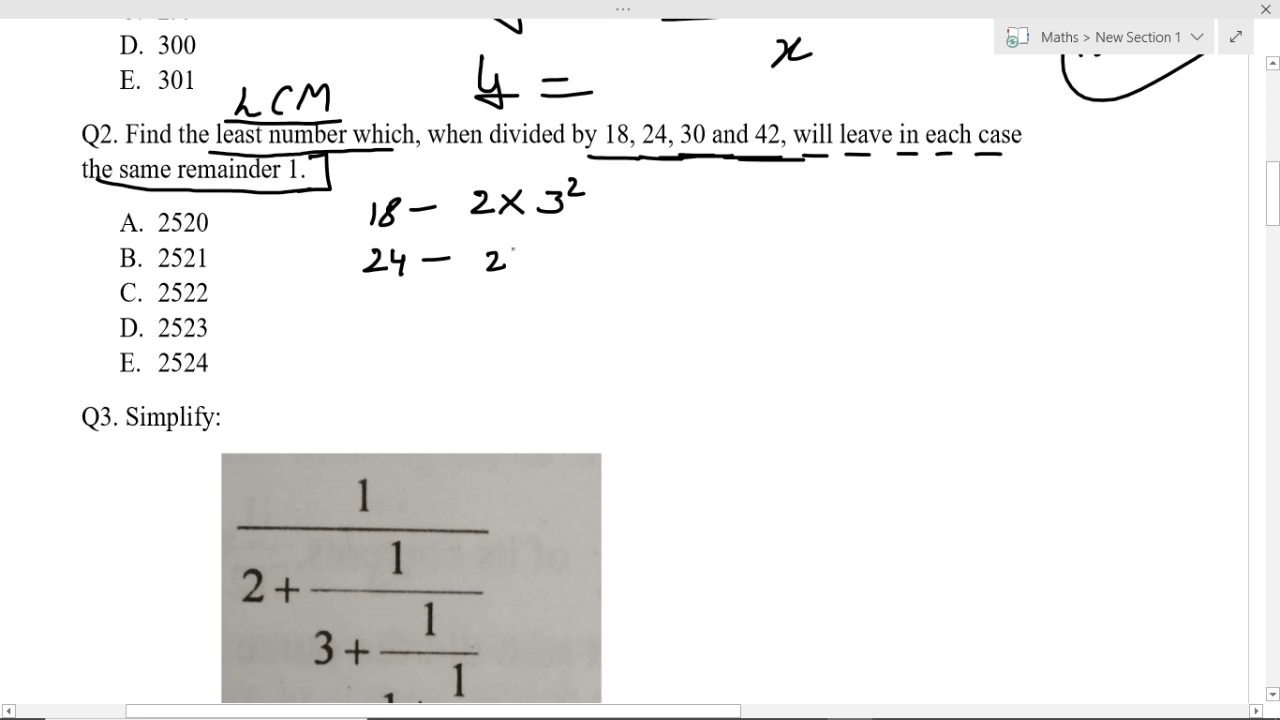 Maths > New Section 1
D. 300
E. 301
x
y =
LCM
Q2. Find the least number which, when divided by 18, 24, 30 and 42, will leave in each case
the same remainder 1.
18 - 2 × 3²
24 - 2
A. 2520
B. 2521
C. 2522
D. 2523
E. 2524
Q3. Simplify:
1
1
2 +
1
3 +
1